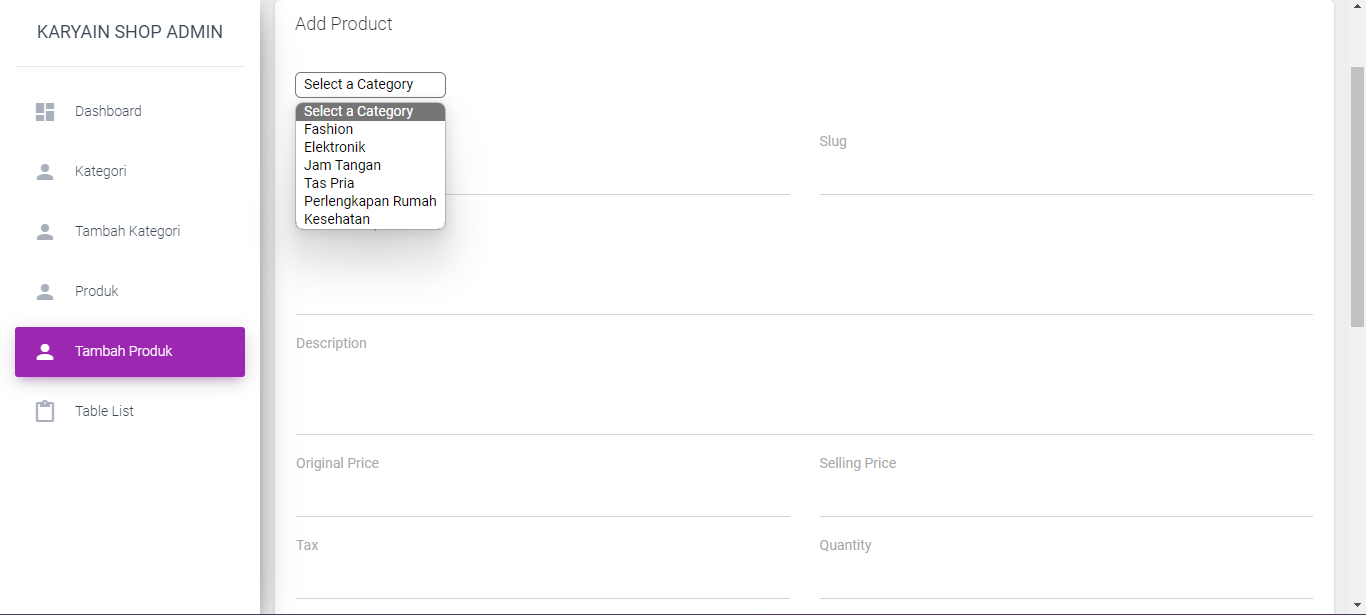 KARYAIN SHOP ADMIN
Dashboard
Kategori
Tambah Kategori
Produk
Tambah Produk
Table List
Add Product
Select a Category
Select a Category
Fashion
Elektronik
Jam Tangan
Tas Pria
Perlengkapan Rumah
Kesehatan
Slug
Description
Original Price
Selling Price
Tax
Quantity